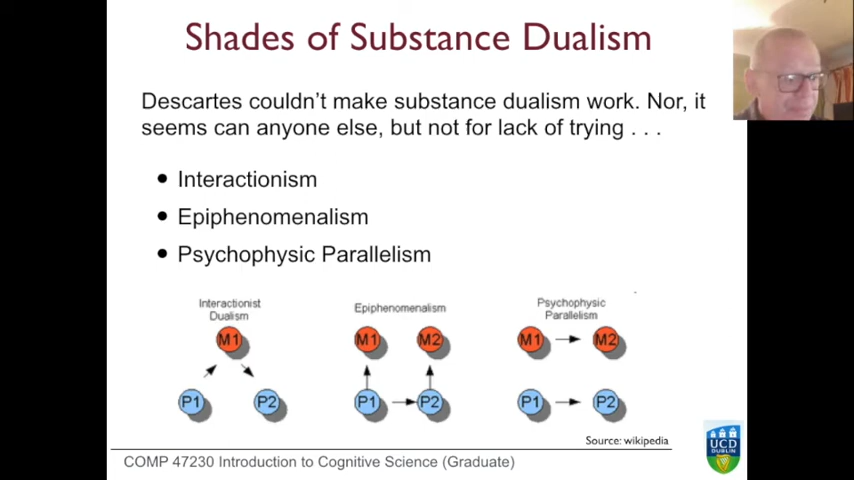 Shades of Substance Dualism
Descartes couldn't make substance dualism work. Nor, it
seems can anyone else, but not for lack of trying . . .
• Interactionism
• Epiphenomenalism
• Psychophysic Parallelism
Interactionist
Dualism
M1
P1
P2
Epiphenomenalism
M1
M2
P1
P2
Psychophysic
Parallelism
M1
M2
P1
P2
Source: wikipedia
COMP 47230 Introduction to Cognitive Science (Graduate)
UCD
DUBLIN